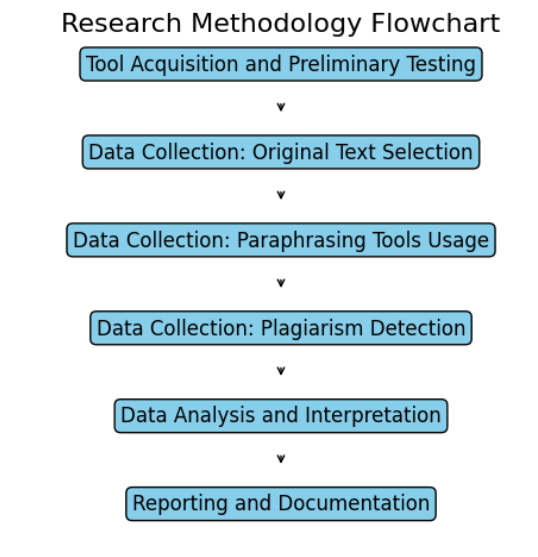 Research Methodology Flowchart
Tool Acquisition and Preliminary Testing
Data Collection: Original Text Selection
Data Collection: Paraphrasing Tools Usage
Data Collection: Plagiarism Detection
Data Analysis and Interpretation
Reporting and Documentation